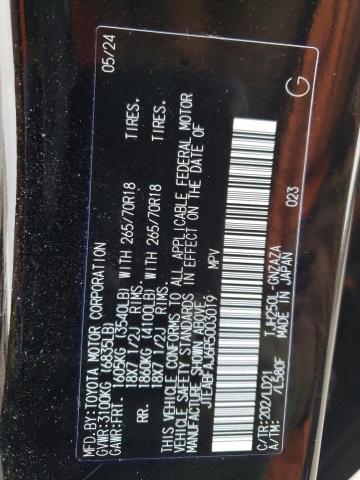 MFD.BY:TOYOTA MOTOR CORPORATION 05/24
GVWR:3100KG (6835LB)
GAWR:FRT. 1605KG (3540LB) WITH 265/70R18 TIRES.
18X7 1/2J RIMS.
RR. 1860KG (4100LB) WITH 265/70R18 TIRES.
18X7 1/2J RIMS.
THIS VEHICLE CONFORMS TO ALL APPLICABLE FEDERAL MOTOR
VEHICLE SAFETY STANDARDS IN EFFECT ON THE DATE OF
MANUFACTURE SHOWN ABOVE.
JTEABFAJ6R5003019 MPV
C/TR:202/LD21 TJH250L-GNZAZA 023
A/TM: /L580F MADE IN JAPAN
G